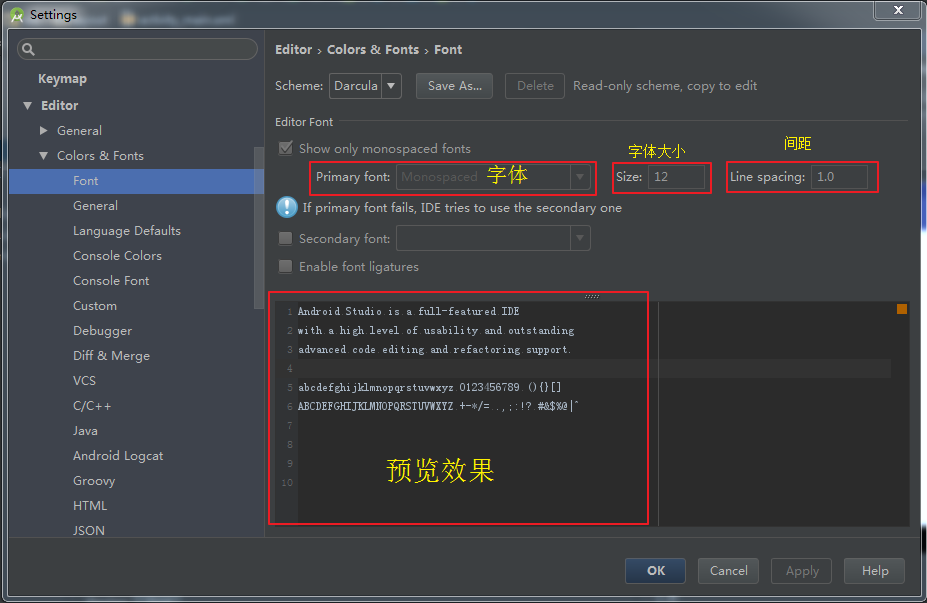 Settings
Keymap
Editor
General
Colors & Fonts
Font
General
Language Defaults
Console Colors
Console Font
Custom
Debugger
Diff & Merge
VCS
C/C++
Java
Android Logcat
Groovy
HTML
JSON
Editor › Colors & Fonts › Font
Scheme: Darcula Save As... Delete Read-only scheme, copy to edit
Editor Font
Show only monospaced fonts
字体大小
间距
Primary font: Monospaced 字体 Size: 12 Line spacing: 1.0
If primary font fails, IDE tries to use the secondary one
Secondary font:
Enable font ligatures
1 Android Studio is a full-featured IDE
2 with a high level of usability and outstanding
3 advanced code editing and refactoring support.
4
5 abcdefghijklmnopqrstuvwxyz 0123456789 (){}[]
6 ABCDEFGHIJKLMNOPQRSTUVWXYZ +-*/= .,;:!? #&$%@|^
7
8
9
10
预览效果
OK Cancel Apply Help